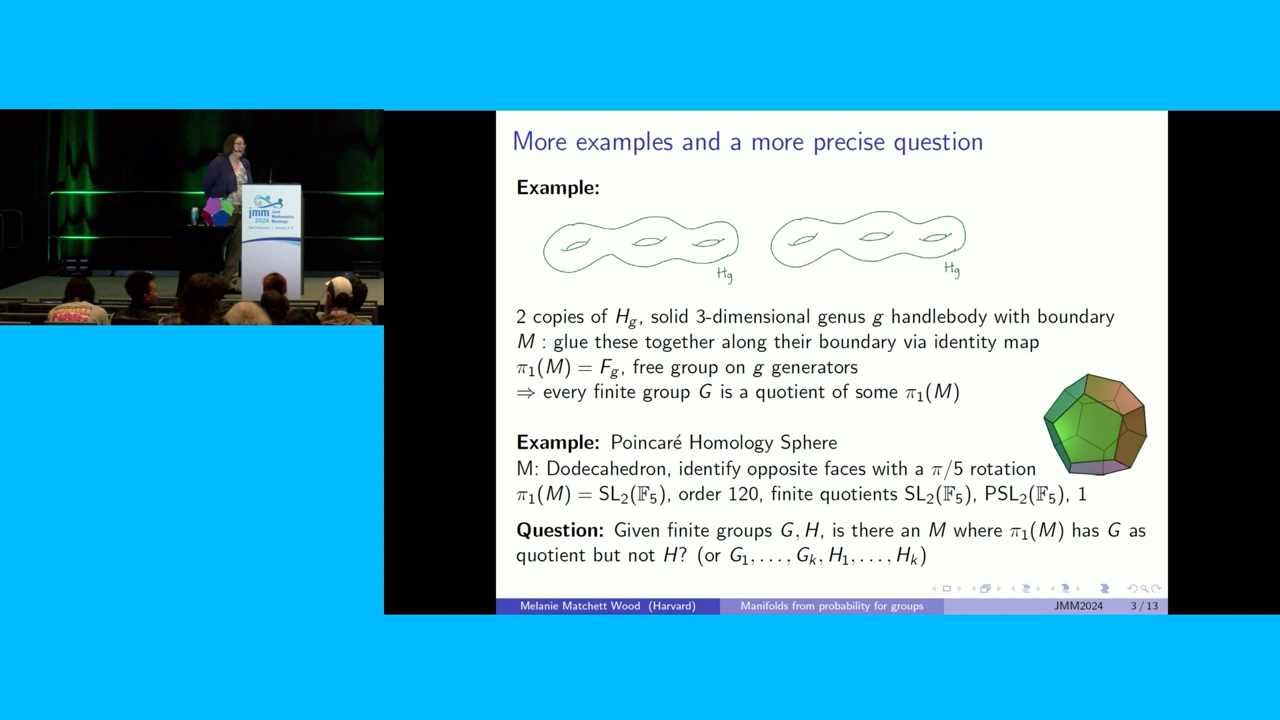 More examples and a more precise question
Example:
Hg
Hg
2 copies of Hg, solid 3-dimensional genus g handlebody with boundary
M : glue these together along their boundary via identity map
π₁(M) = Fg, free group on g generators
⇒ every finite group G is a quotient of some π₁(M)
Example: Poincaré Homology Sphere
M: Dodecahedron, identify opposite faces with a π/5 rotation
π₁(M) = SL₂(𝔽₅), order 120, finite quotients SL₂(𝔽₅), PSL₂(𝔽₅), 1
Question: Given finite groups G, H, is there an M where π₁(M) has G as
quotient but not H? (or G₁, . . . , Gₖ, H₁, . . . , Hₖ)
Melanie Matchett Wood (Harvard)
Manifolds from probability for groups
JMM2024
3 / 13
jmm
2024
Joint
Mathematics
Meetings